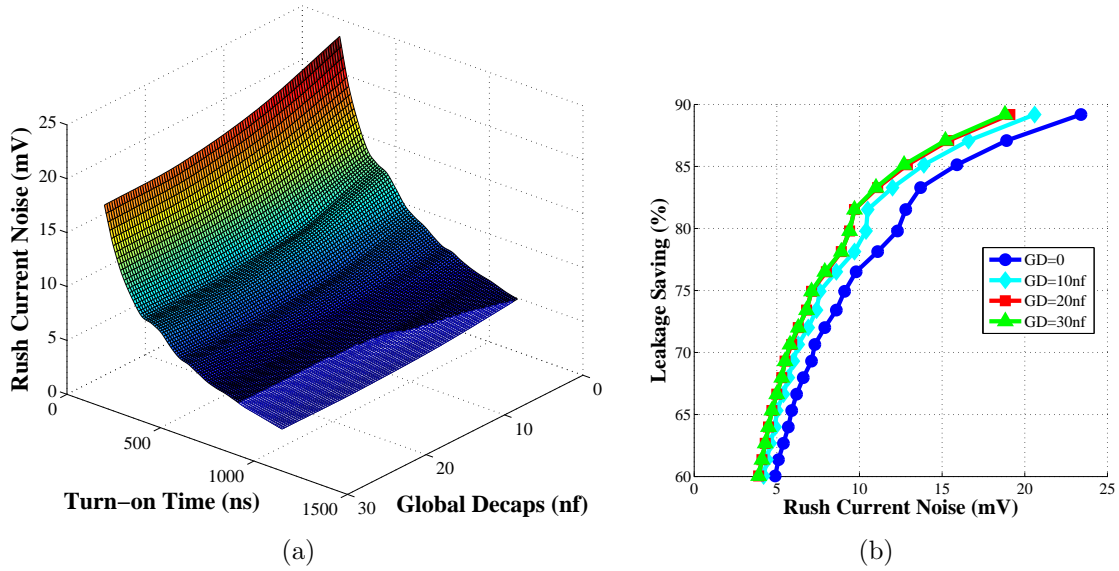 25
20
15
10
5
0
Rush Current Noise (mV)
0
500
1000
1500
Turn−on Time (ns)
30
20
10
0
Global Decaps (nf)
(a)
90
85
80
75
70
65
60
Leakage Saving (%)
0
5
10
15
20
25
Rush Current Noise (mV)
GD=0
GD=10nf
GD=20nf
GD=30nf
(b)